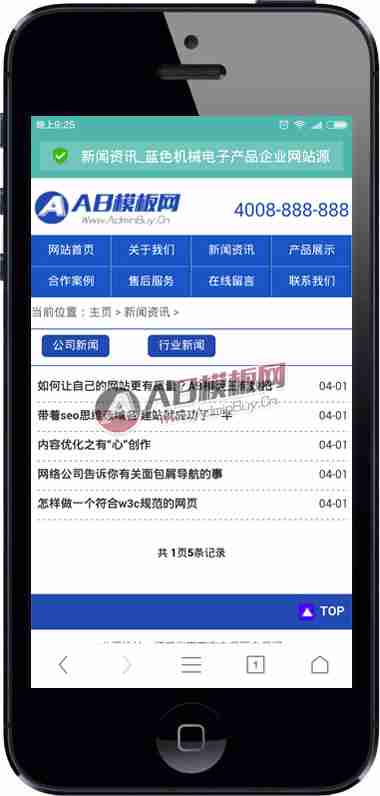 晚上9:25
新闻资讯_蓝色机械电子产品企业网站源
AB模板网
Www.AdminBuy.Cn
4008-888-888
网站首页 关于我们 新闻资讯 产品展示
合作案例 售后服务 在线留言 联系我们
当前位置：主页 > 新闻资讯 >
公司新闻 行业新闻
如何让自己的网站更有质量？ 04-01
AB模板网
AdminBuy.Cn
带着seo思维 建站就成功了一半 04-01
内容优化之有“心”创作 04-01
网络公司告诉你有关面包屑导航的事 04-01
怎样做一个符合w3c规范的网页 04-01
共 1页5条记录
TOP
1